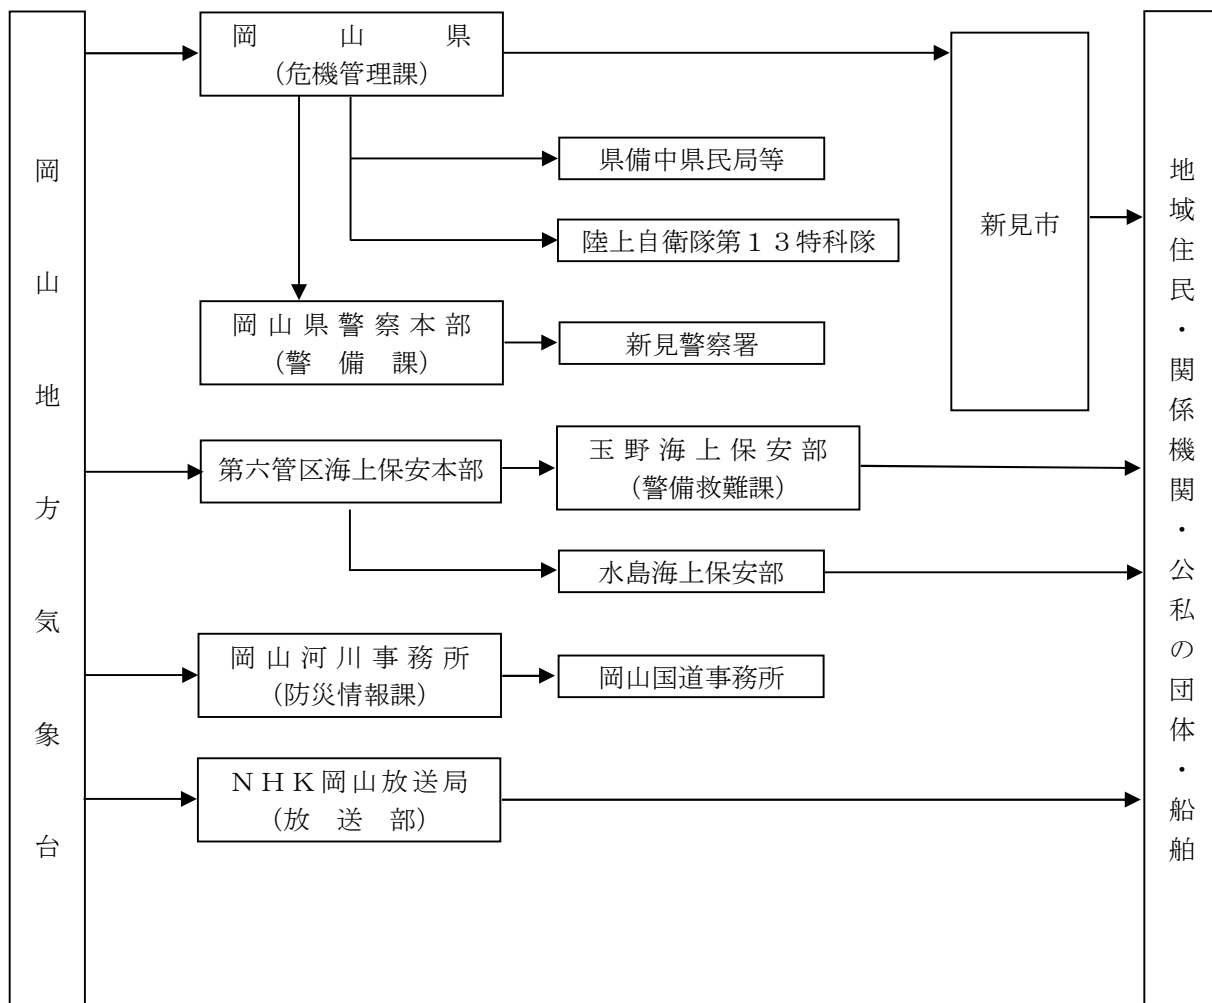 岡山地方気象台
岡山県
（危機管理課）
県備中県民局等
陸上自衛隊第１３特科隊
岡山県警察本部
（警備課）
新見警察署
新見市
第六管区海上保安本部
玉野海上保安部
（警備救難課）
水島海上保安部
岡山河川事務所
（防災情報課）
岡山国道事務所
ＮＨＫ岡山放送局
（放送部）
地域住民・関係機関・公私の団体・船舶